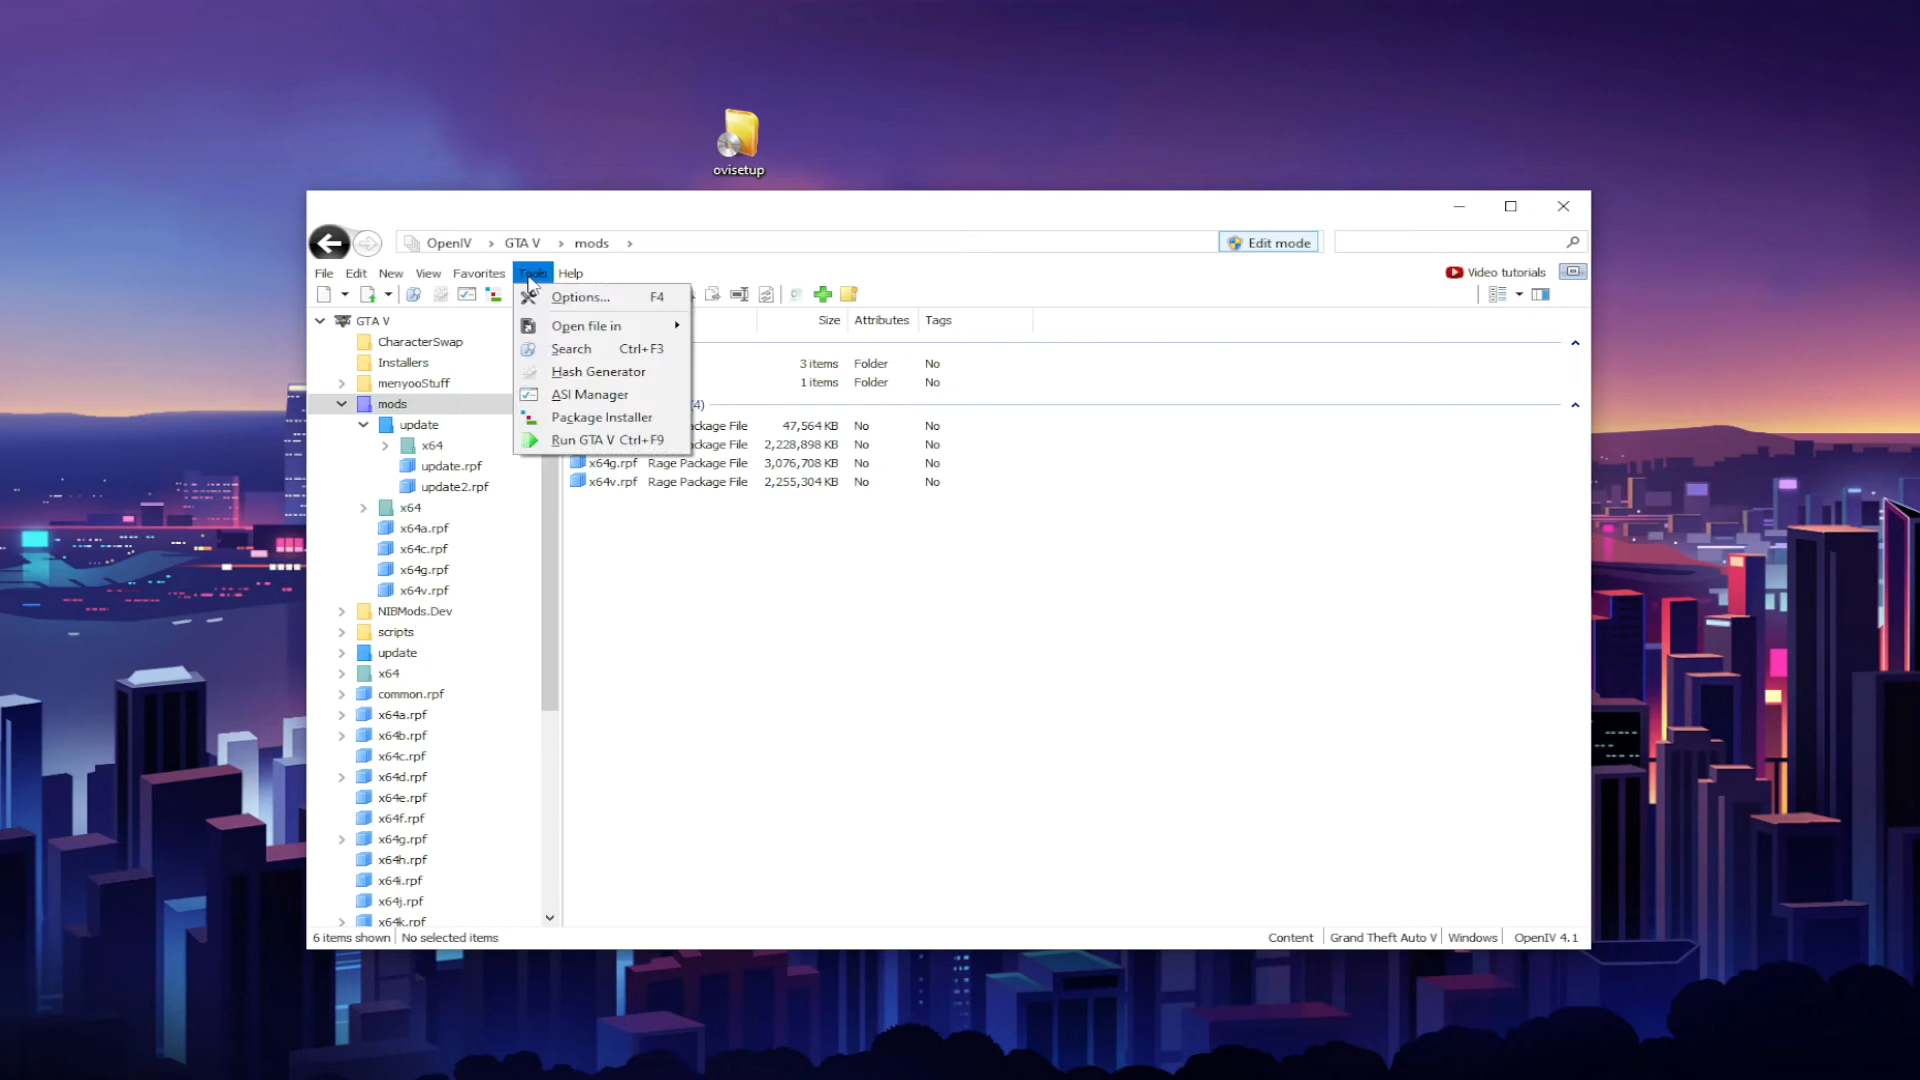 ovisetup
OpenIV > GTA V > mods >
Edit mode
File Edit New View Favorites Tools Help
Video tutorials
Options... F4
Open file in
Search Ctrl+F3
Hash Generator
ASI Manager
Package Installer
Run GTA V Ctrl+F9
GTA V
CharacterSwap
Installers
menyooStuff
mods
update
x64
update.rpf
update2.rpf
x64
x64a.rpf
x64c.rpf
x64g.rpf
x64v.rpf
NIBMods.Dev
scripts
update
x64
common.rpf
x64a.rpf
x64b.rpf
x64c.rpf
x64d.rpf
x64e.rpf
x64f.rpf
x64g.rpf
x64h.rpf
x64i.rpf
x64j.rpf
x64k.rpf
Size Attributes Tags
3 items Folder No
1 items Folder No
(4)
ckage File 47,564 KB No No
ckage File 2,228,898 KB No No
x64g.rpf Rage Package File 3,076,708 KB No No
x64v.rpf Rage Package File 2,255,304 KB No No
6 items shown No selected items
Content Grand Theft Auto V Windows OpenIV 4.1